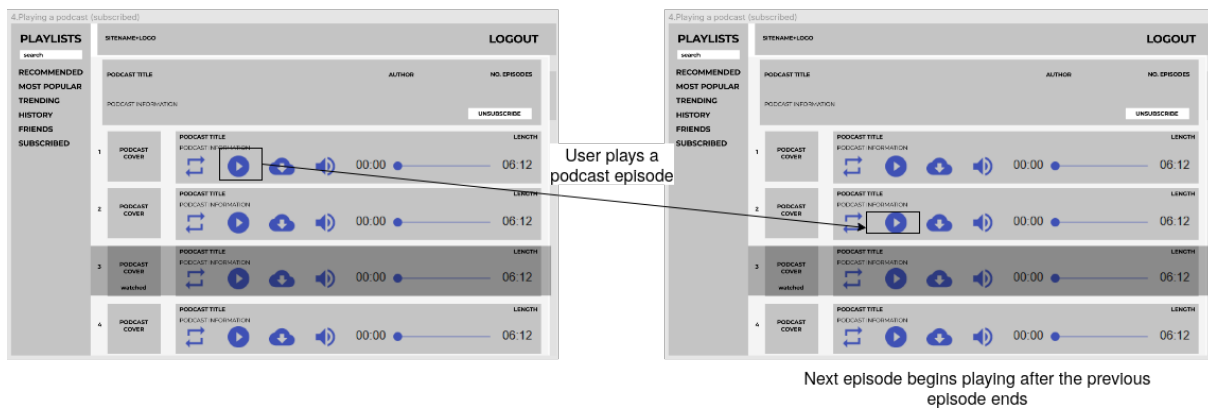 4.Playing a podcast (subscribed)
PLAYLISTS
search
RECOMMENDED
MOST POPULAR
TRENDING
HISTORY
FRIENDS
SUBSCRIBED
SITENAME+LOGO
LOGOUT
PODCAST TITLE
AUTHOR
NO. EPISODES
PODCAST INFORMATION
UNSUBSCRIBE
1
PODCAST
COVER
PODCAST TITLE
LENGTH
PODCAST INFORMATION
00:00
06:12
2
PODCAST
COVER
PODCAST TITLE
LENGTH
PODCAST INFORMATION
00:00
06:12
3
PODCAST
COVER
watched
PODCAST TITLE
LENGTH
PODCAST INFORMATION
00:00
06:12
4
PODCAST
COVER
PODCAST TITLE
LENGTH
PODCAST INFORMATION
00:00
06:12
User plays a
podcast episode
4.Playing a podcast (subscribed)
PLAYLISTS
search
RECOMMENDED
MOST POPULAR
TRENDING
HISTORY
FRIENDS
SUBSCRIBED
SITENAME+LOGO
LOGOUT
PODCAST TITLE
AUTHOR
NO. EPISODES
PODCAST INFORMATION
UNSUBSCRIBE
1
PODCAST
COVER
PODCAST TITLE
LENGTH
PODCAST INFORMATION
00:00
06:12
2
PODCAST
COVER
PODCAST TITLE
LENGTH
PODCAST INFORMATION
00:00
06:12
3
PODCAST
COVER
watched
PODCAST TITLE
LENGTH
PODCAST INFORMATION
00:00
06:12
4
PODCAST
COVER
PODCAST TITLE
LENGTH
PODCAST INFORMATION
00:00
06:12
Next episode begins playing after the previous
episode ends